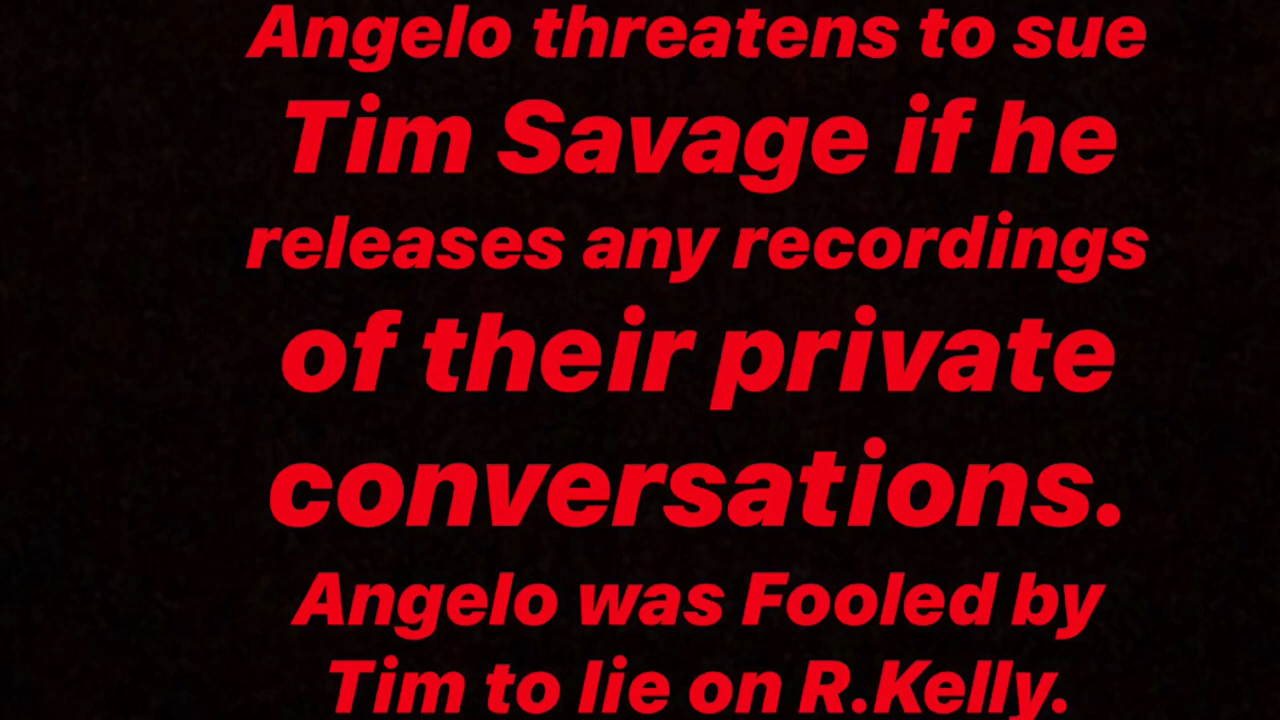 Angelo threatens to sue
Tim Savage if he
releases any recordings
of their private
conversations.
Angelo was Fooled by
Tim to lie on R.Kelly.